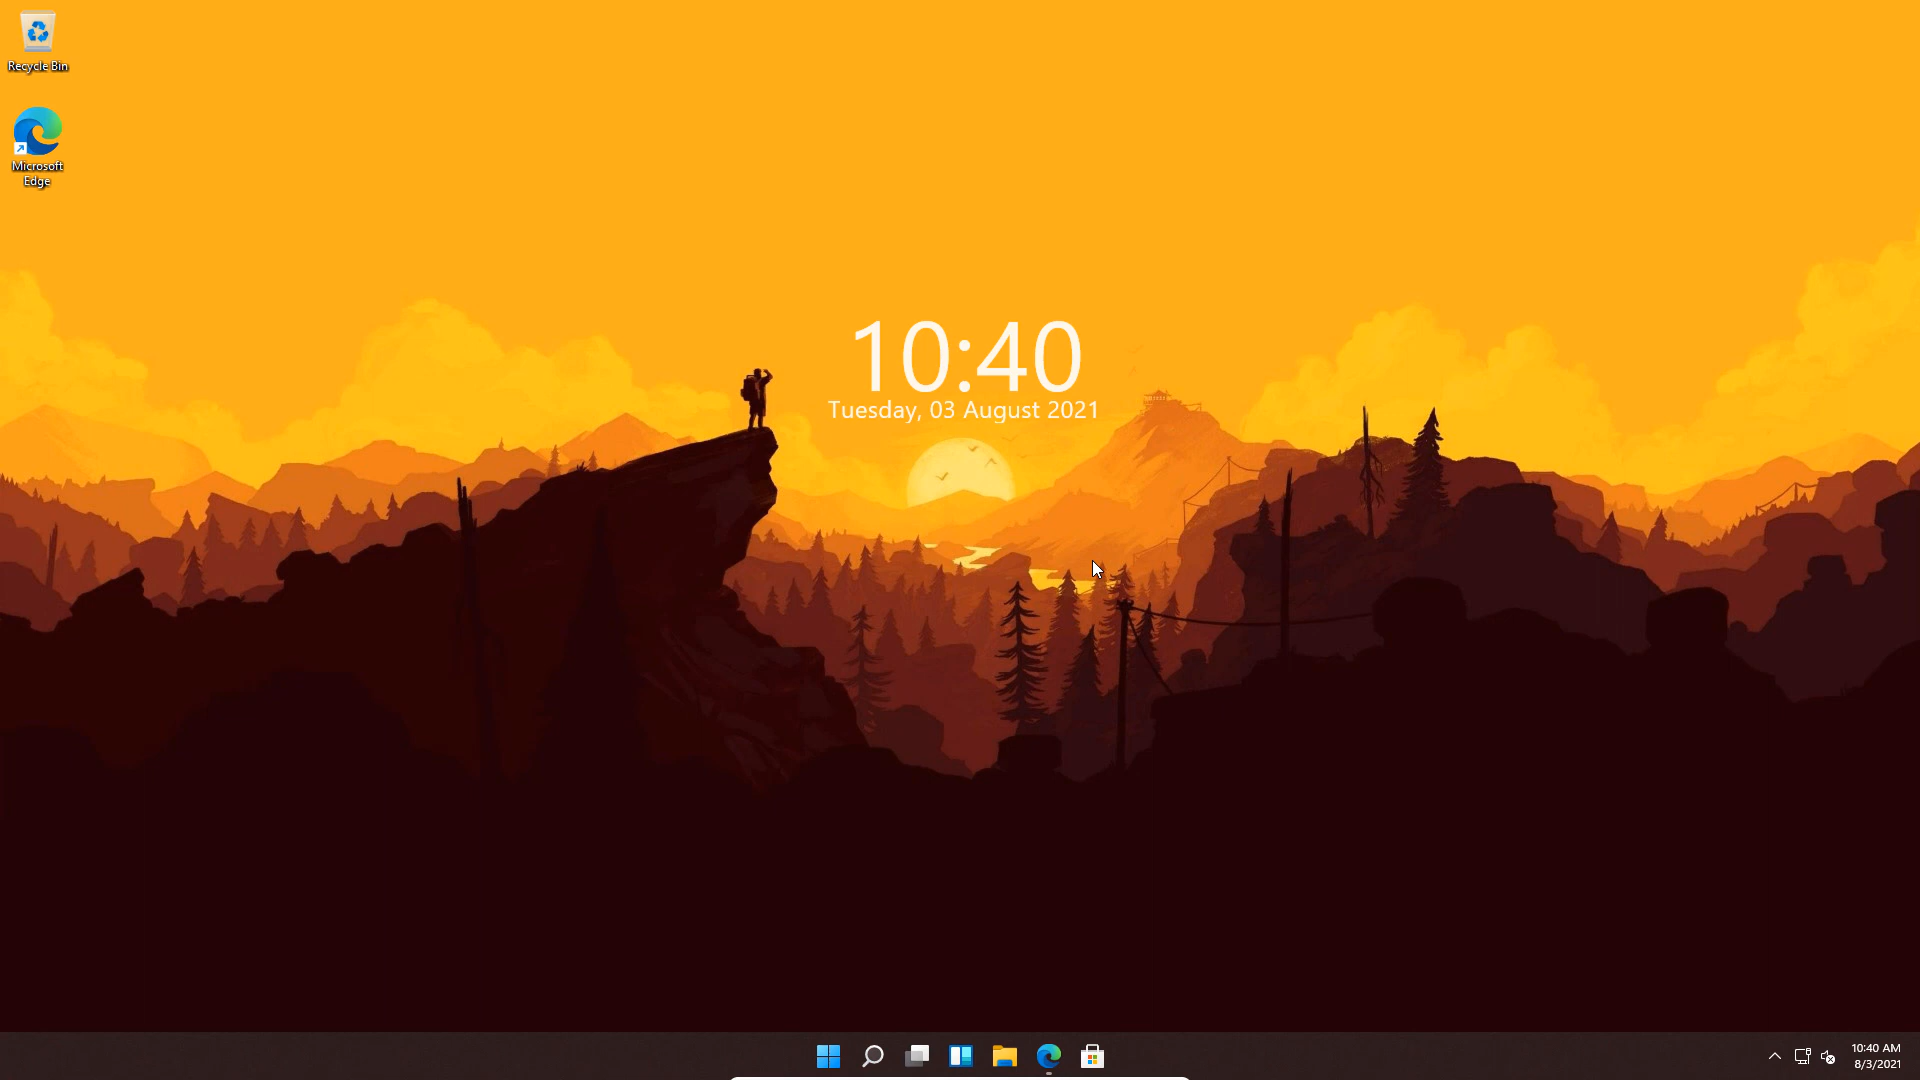 Recycle Bin
Microsoft
Edge
10:40
Tuesday, 03 August 2021
10:40 AM
8/3/2021